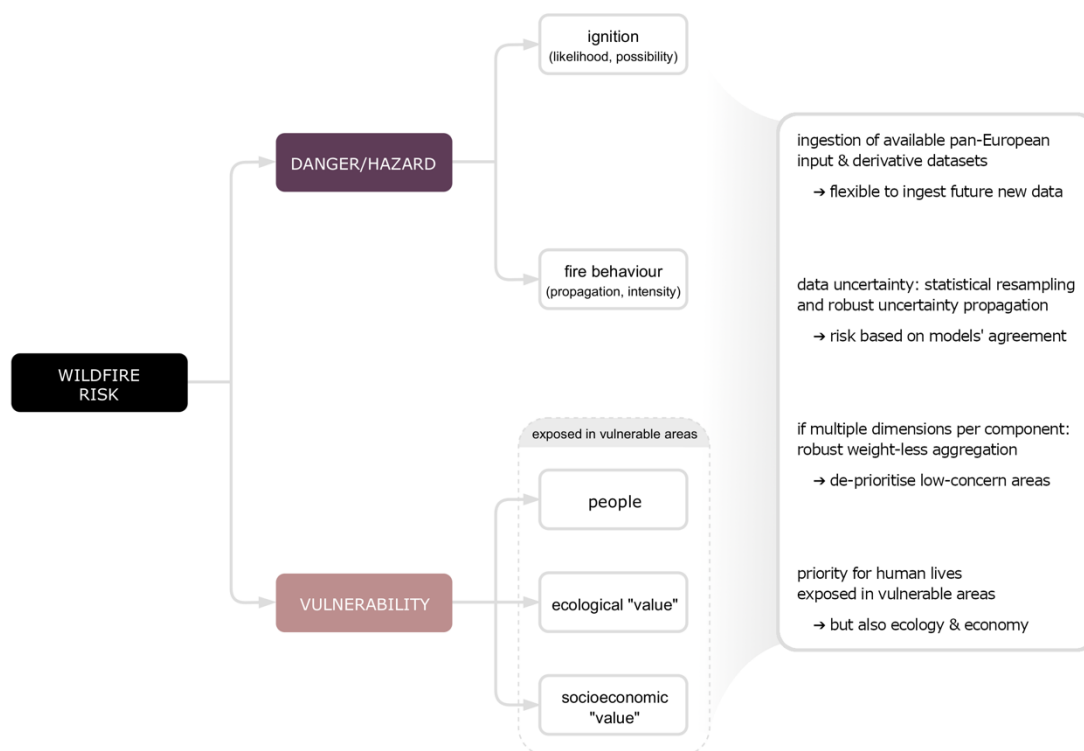 ignition
(likelihood, possibility)
DANGER/HAZARD
fire behaviour
(propagation, intensity)
WILDFIRE
RISK
exposed in vulnerable areas
people
VULNERABILITY
ecological "value"
socioeconomic
"value"
ingestion of available pan-European
input & derivative datasets
➔ flexible to ingest future new data
data uncertainty: statistical resampling
and robust uncertainty propagation
➔ risk based on models' agreement
if multiple dimensions per component:
robust weight-less aggregation
➔ de-prioritise low-concern areas
priority for human lives
exposed in vulnerable areas
➔ but also ecology & economy